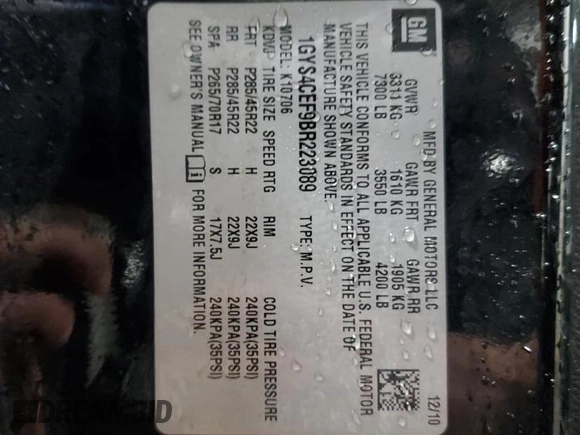 GM
MFD BY GENERAL MOTORS LLC
12/10
GVWR GAWR FRT GAWR RR
3311 KG 1610 KG 1905 KG
7300 LB 3550 LB 4200 LB
THIS VEHICLE CONFORMS TO ALL APPLICABLE U.S. FEDERAL MOTOR
VEHICLE SAFETY STANDARDS IN EFFECT ON THE DATE OF
MANUFACTURE SHOWN ABOVE.
1GYS4CEF9BR223089 TYPE: M.P.V.
MODEL: K10706
TIRE SIZE SPEED RTG RIM COLD TIRE PRESSURE
FRT P285/45R22 H 22X9J 240KPA(35PSI)
RR P285/45R22 H 22X9J 240KPA(35PSI)
SPA P265/70R17 S 17X7.5J 240KPA(35PSI)
SEE OWNER'S MANUAL i FOR MORE INFORMATION.